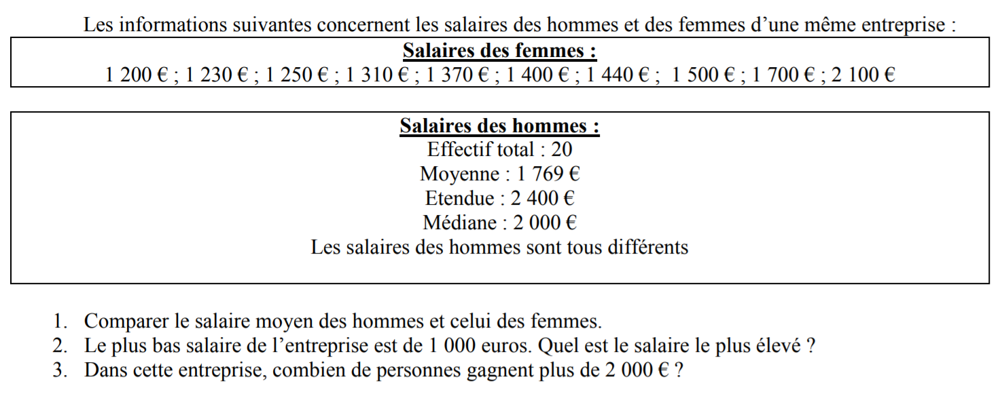 Les informations suivantes concernent les salaires des hommes et des femmes d’une même entreprise :
Salaires des femmes :
1 200 € ; 1 230 € ; 1 250 € ; 1 310 € ; 1 370 € ; 1 400 € ; 1 440 € ; 1 500 € ; 1 700 € ; 2 100 €
Salaires des hommes :
Effectif total : 20
Moyenne : 1 769 €
Etendue : 2 400 €
Médiane : 2 000 €
Les salaires des hommes sont tous différents
1. Comparer le salaire moyen des hommes et celui des femmes.
2. Le plus bas salaire de l’entreprise est de 1 000 euros. Quel est le salaire le plus élevé ?
3. Dans cette entreprise, combien de personnes gagnent plus de 2 000 € ?